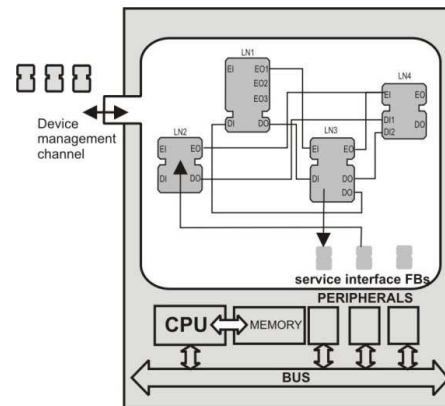 LN1
EI EO1
EO2
EO3
DI DO
LN4
EI EO
DI1
DI2 DO
Device
management
channel
LN2
EI EO
DI DO
LN3
EI EO
DI DO
DO
service interface FBs
PERIPHERALS
CPU
MEMORY
BUS